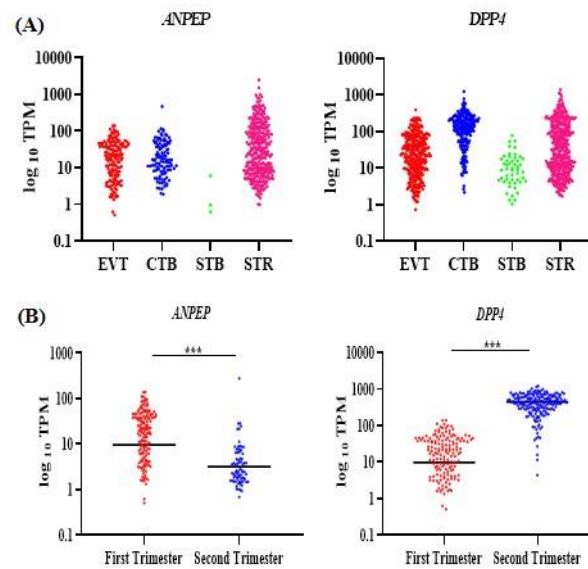 (A)
ANPEP
DPP4
log 10 TPM
10000
1000
100
10
1
0.1
EVT CTB STB STR
log 10 TPM
10000
1000
100
10
1
0.1
EVT CTB STB STR
(B)
ANPEP
DPP4
log 10 TPM
1000
100
10
1
0.1
***
First Trimester Second Trimester
log 10 TPM
10000
1000
100
10
1
0.1
***
First Trimester Second Trimester